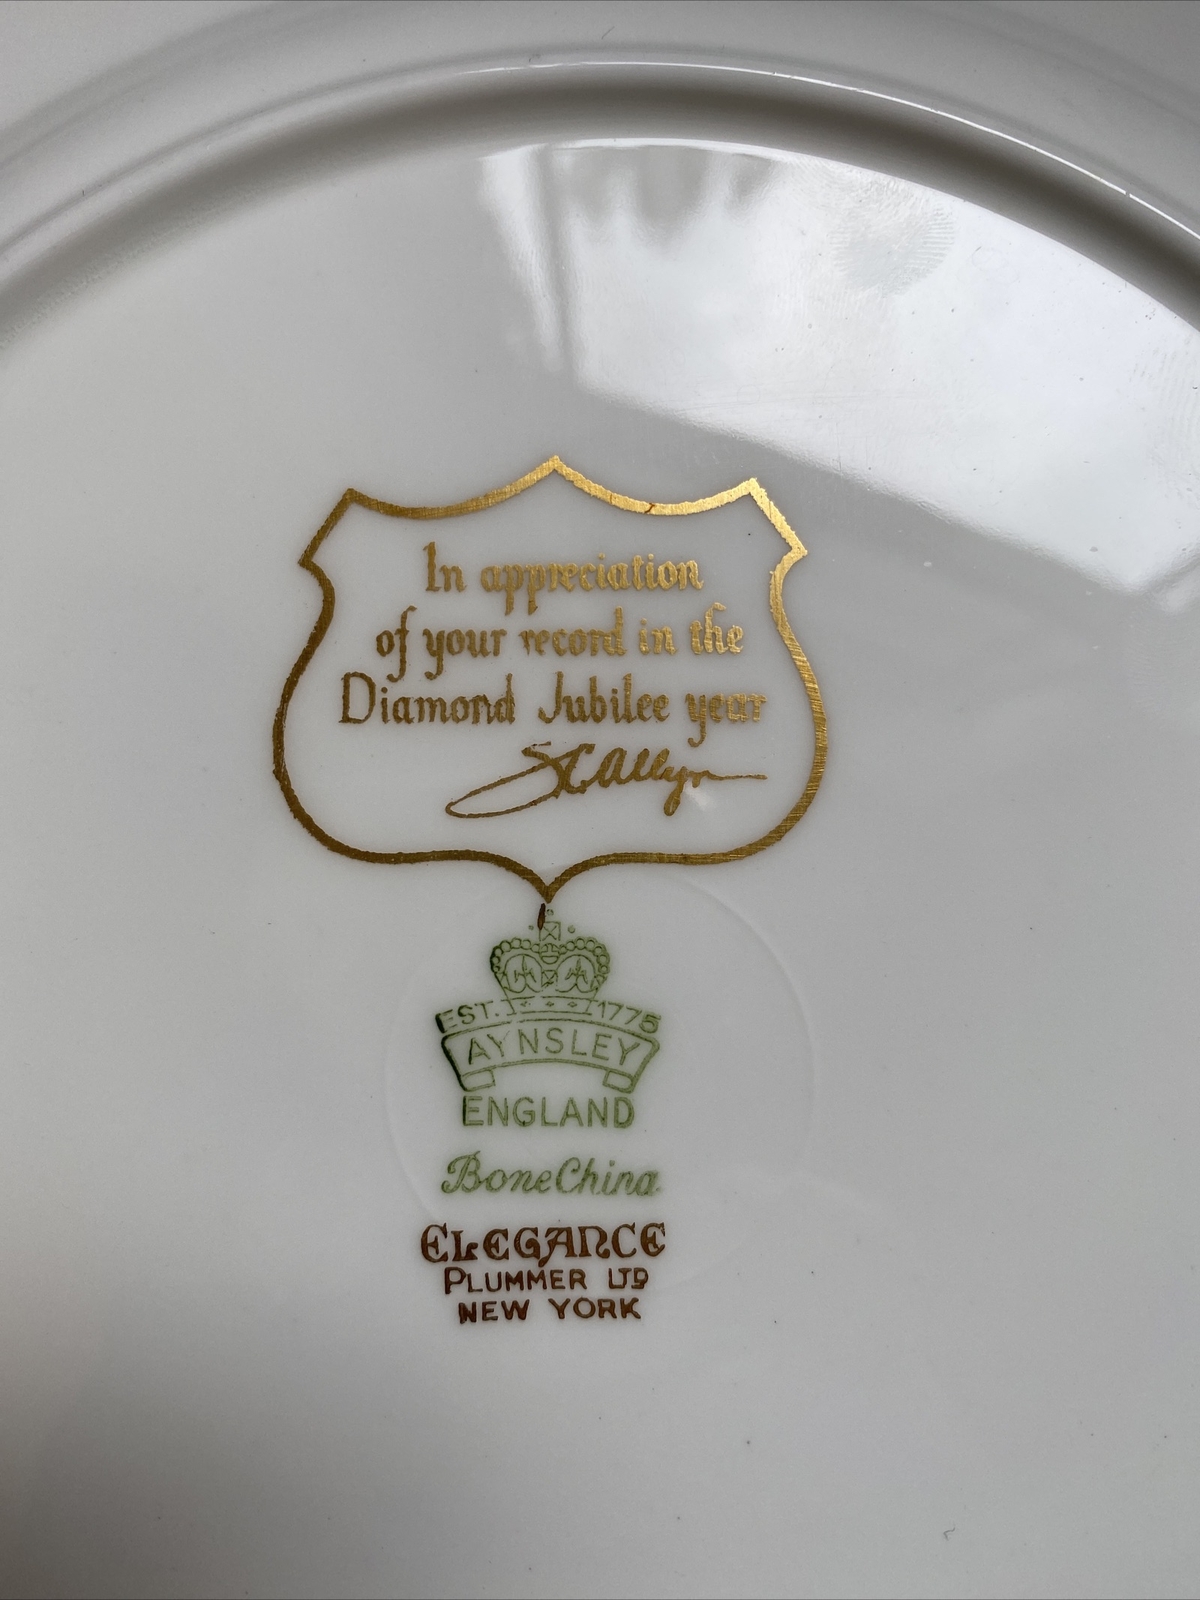 In appreciation
of your record in the
Diamond Jubilee year
SCAllyn
EST. 1775
AYNSLEY
ENGLAND
Bone China
ELEGANCE
PLUMMER LTD
NEW YORK